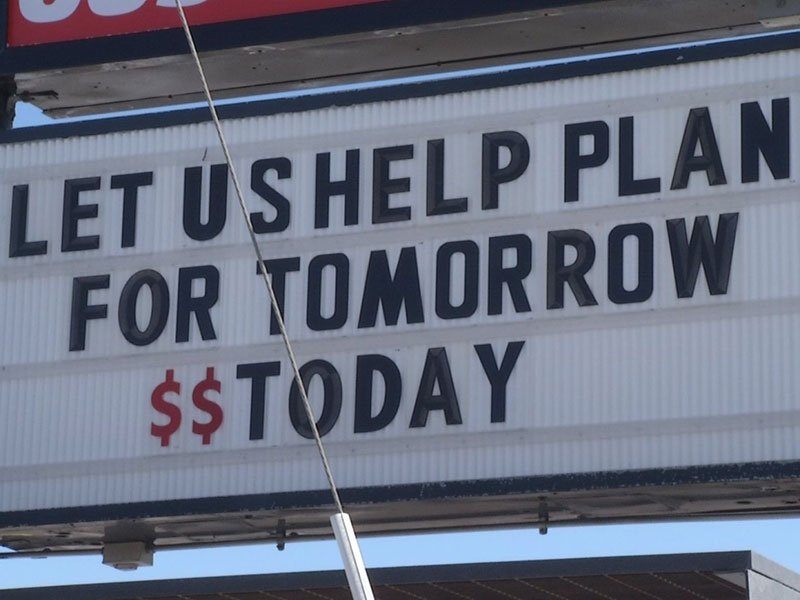 LET US HELP PLAN
FOR TOMORROW
$$TODAY